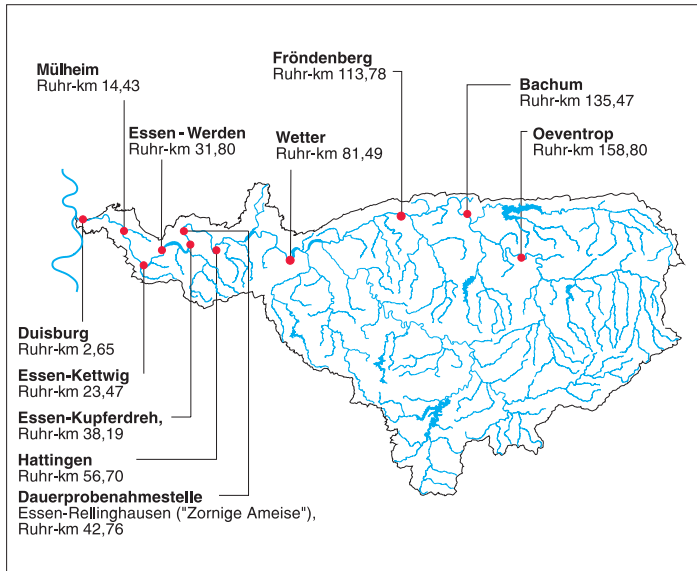 Fröndenberg
Ruhr-km 113,78
Mülheim
Ruhr-km 14,43
Bachum
Ruhr-km 135,47
Essen-Werden
Ruhr-km 31,80
Wetter
Ruhr-km 81,49
Oeventrop
Ruhr-km 158,80
Duisburg
Ruhr-km 2,65
Essen-Kettwig
Ruhr-km 23,47
Essen-Kupferdreh,
Ruhr-km 38,19
Hattingen
Ruhr-km 56,70
Dauerprobenahmestelle
Essen-Rellinghausen ("Zornige Ameise"),
Ruhr-km 42,76